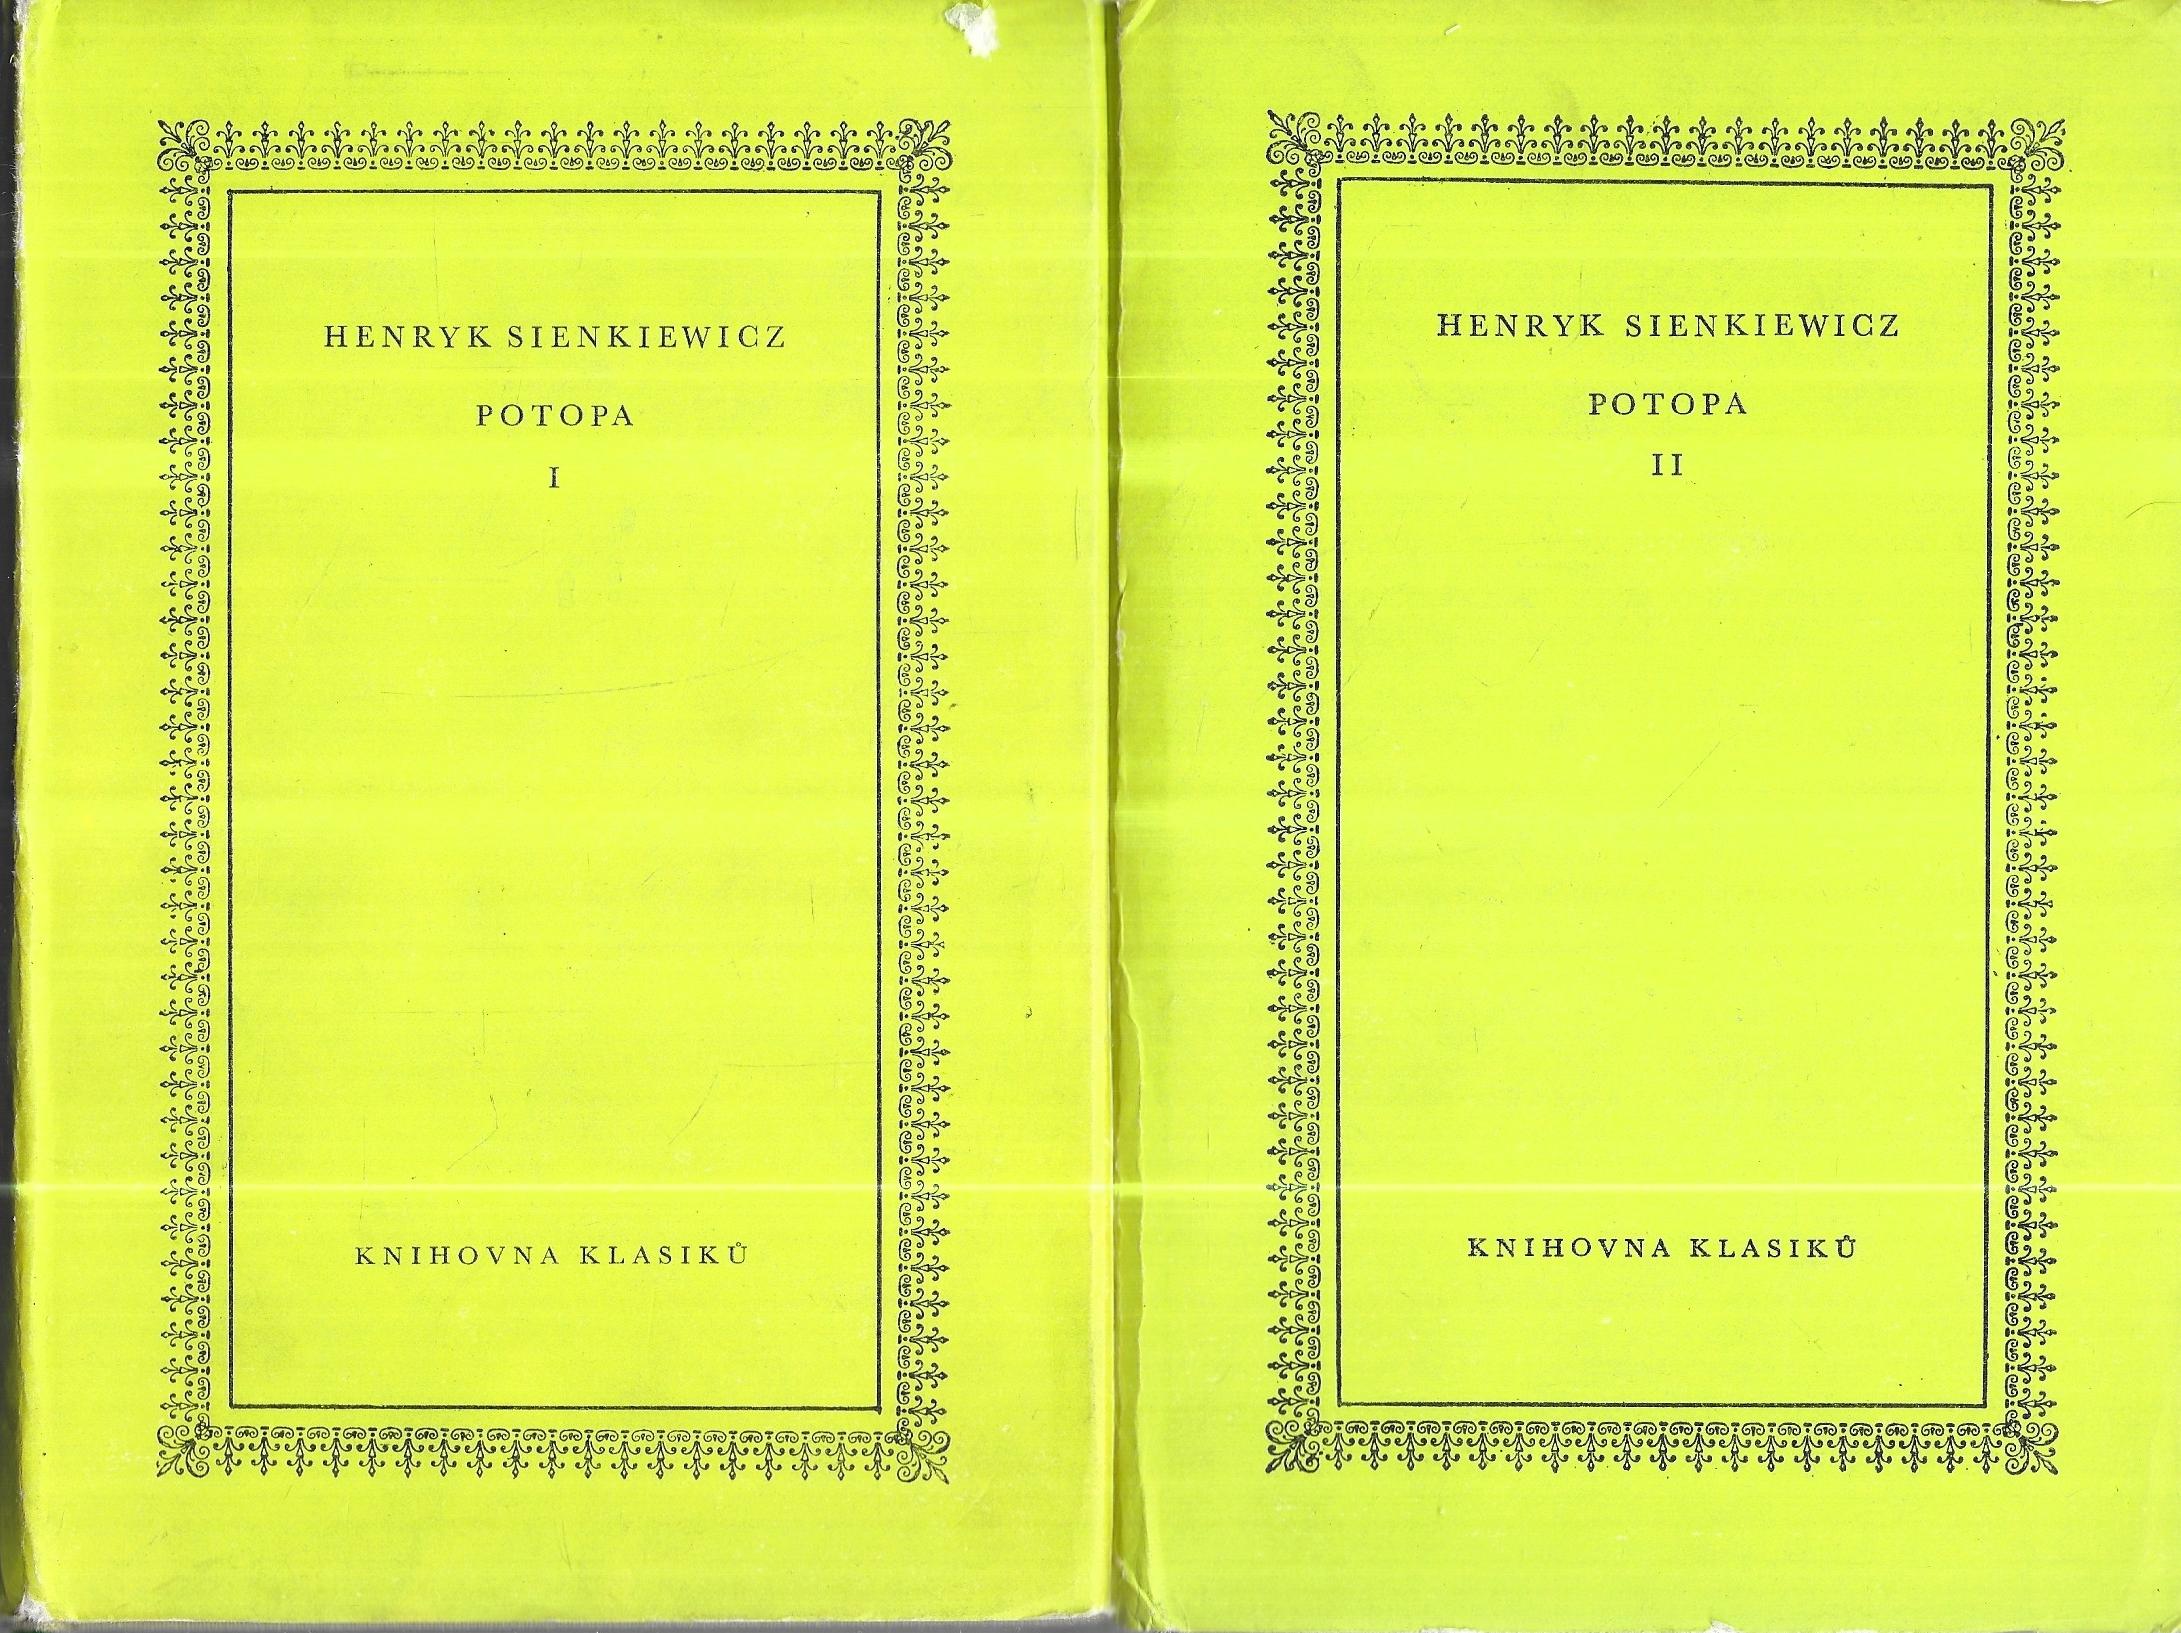 HENRYK SIENKIEWICZ
POTOPA
I
KNIHOVNA KLASIKŮ
HENRYK SIENKIEWICZ
POTOPA
II
KNIHOVNA KLASIKŮ